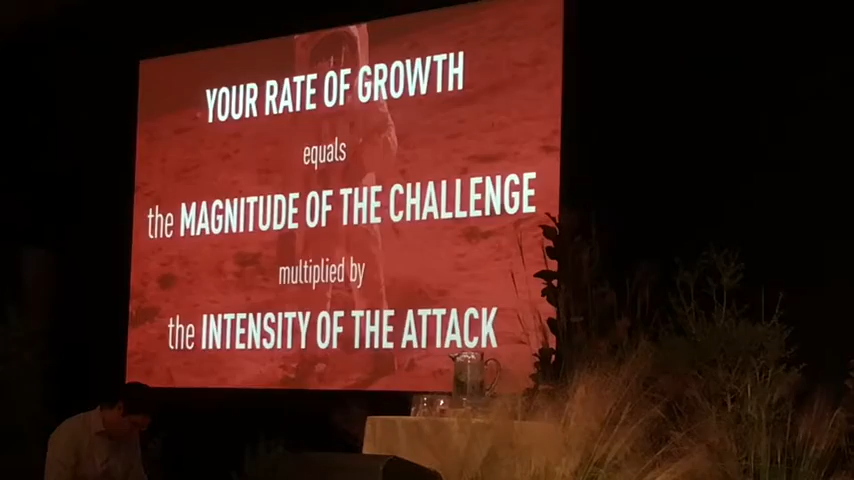 YOUR RATE OF GROWTH
equals
the MAGNITUDE OF THE CHALLENGE
multiplied by
the INTENSITY OF THE ATTACK